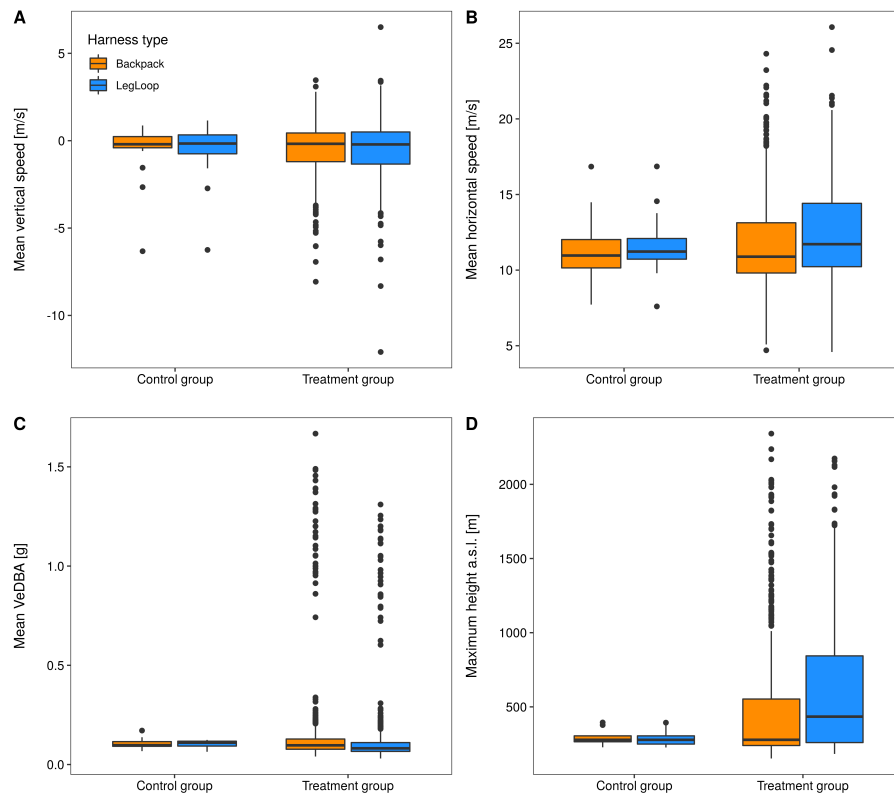 A
Mean vertical speed [m/s]
5
0
-5
-10
Harness type
Backpack
LegLoop
Control group
Treatment group
B
Mean horizontal speed [m/s]
25
20
15
10
5
Control group
Treatment group
C
Mean VeDBA [g]
1.5
1.0
0.5
0.0
Control group
Treatment group
D
Maximum height a.s.l. [m]
2000
1500
1000
500
Control group
Treatment group